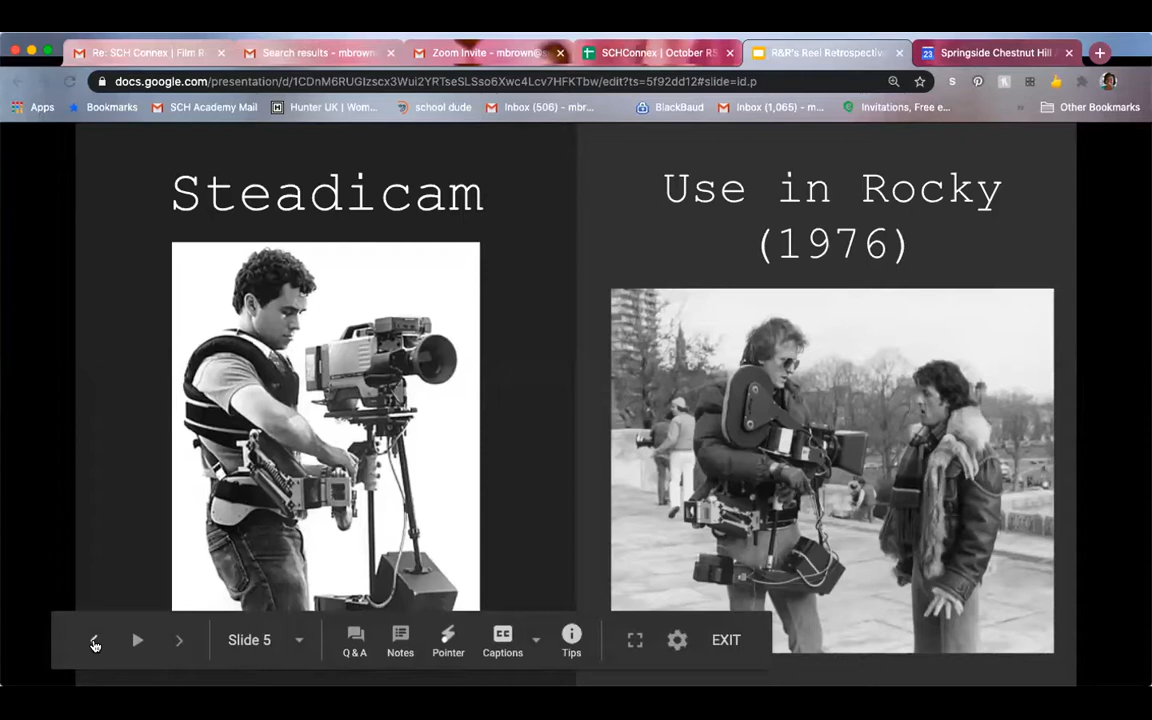 Re: SCH Connex | Film R
Search results - mbrown
Zoom Invite - mbrown@s
SCHConnex | October RS
R&R's Reel Retrospectiv
23 Springside Chestnut Hill
docs.google.com/presentation/d/1CDnM6RUGIzscx3Wui2YRTseSLSso6Xwc4Lcv7HFKTbw/edit?ts=5f92dd12#slide=id.p
Apps
Bookmarks
SCH Academy Mail
Hunter UK | Wom...
school dude
Inbox (506) - mbr...
BlackBaud
Inbox (1,065) - m...
Invitations, Free e...
Other Bookmarks
Steadicam
Use in Rocky
(1976)
Slide 5
Q & A
Notes
Pointer
CC
Captions
Tips
EXIT